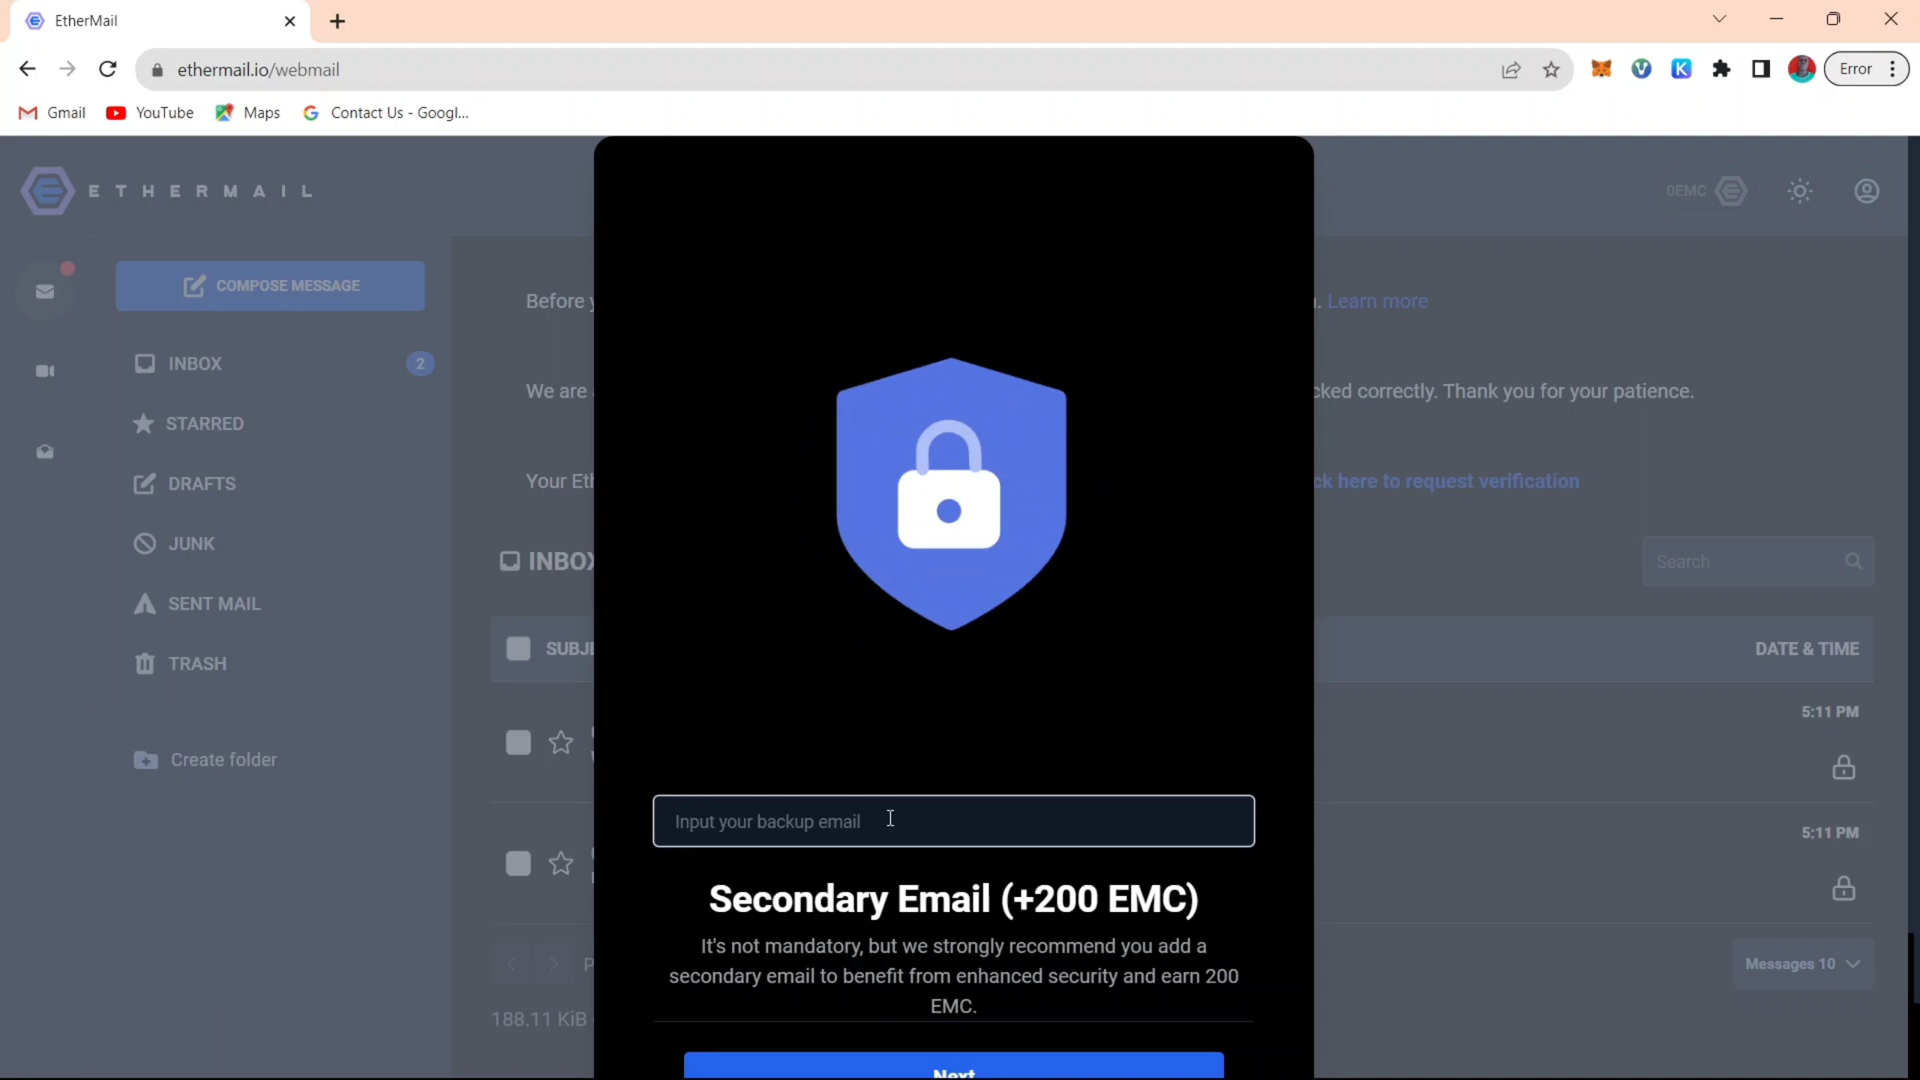 EtherMail
ethermail.io/webmail
Error
Gmail
YouTube
Maps
Contact Us - Googl...
ETHERMAIL
0EMC
COMPOSE MESSAGE
INBOX
2
STARRED
DRAFTS
JUNK
SENT MAIL
TRASH
Create folder
Before
Learn more
We are
cked correctly. Thank you for your patience.
Your
ck here to request verification
INBOX
Search
SUBJE
DATE & TIME
5:11 PM
5:11 PM
Messages 10
188.11 KiB
Input your backup email
Secondary Email (+200 EMC)
It's not mandatory, but we strongly recommend you add a
secondary email to benefit from enhanced security and earn 200
EMC.
Next